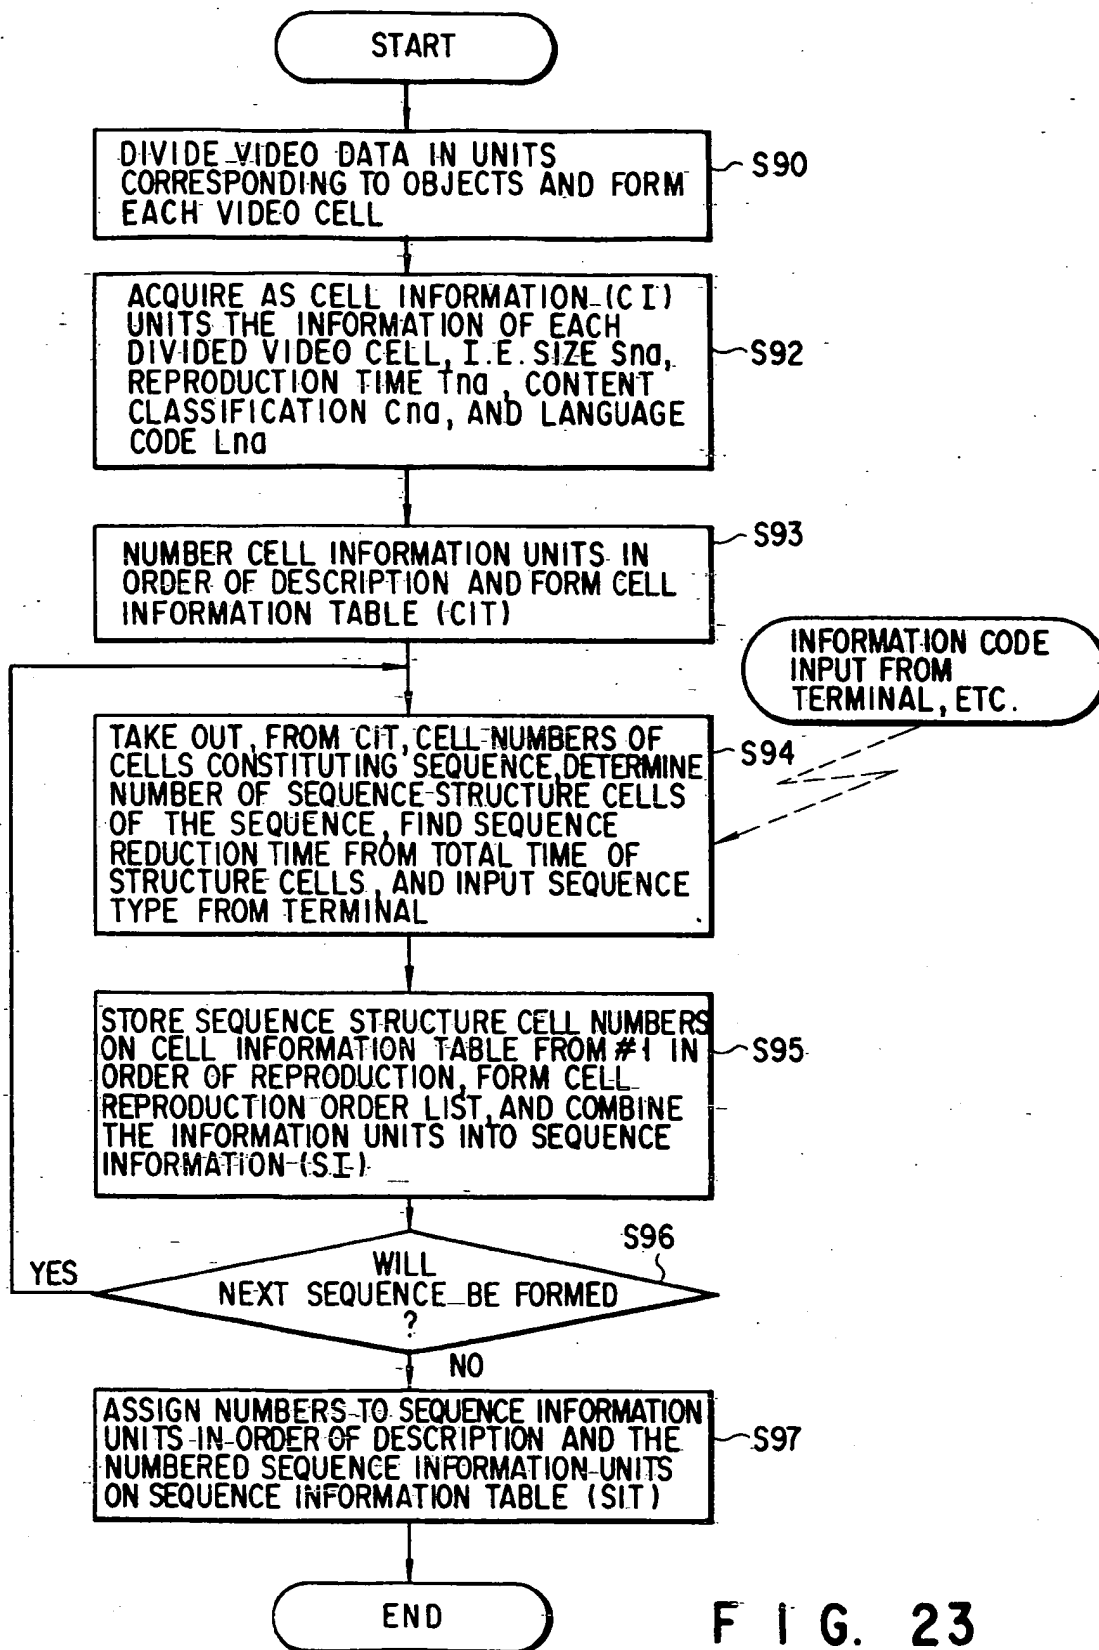 START
DIVIDE VIDEO DATA IN UNITS
CORRESPONDING TO OBJECTS AND FORM
EACH VIDEO CELL
S90
ACQUIRE AS CELL INFORMATION (CI)
UNITS THE INFORMATION OF EACH
DIVIDED VIDEO CELL, I.E. SIZE Sna,
REPRODUCTION TIME Tna, CONTENT
CLASSIFICATION Cna, AND LANGUAGE
CODE Lna
S92
NUMBER CELL INFORMATION UNITS IN
ORDER OF DESCRIPTION AND FORM CELL
INFORMATION TABLE (CIT)
S93
INFORMATION CODE
INPUT FROM
TERMINAL, ETC.
TAKE OUT, FROM CIT, CELL NUMBERS OF
CELLS CONSTITUTING SEQUENCE, DETERMINE
NUMBER OF SEQUENCE STRUCTURE CELLS
OF THE SEQUENCE, FIND SEQUENCE
REDUCTION TIME FROM TOTAL TIME OF
STRUCTURE CELLS, AND INPUT SEQUENCE
TYPE FROM TERMINAL
S94
STORE SEQUENCE STRUCTURE CELL NUMBERS
ON CELL INFORMATION TABLE FROM #1 IN
ORDER OF REPRODUCTION, FORM CELL
REPRODUCTION ORDER LIST, AND COMBINE
THE INFORMATION UNITS INTO SEQUENCE
INFORMATION (SI)
S95
S96
WILL
NEXT SEQUENCE BE FORMED
?
YES
NO
ASSIGN NUMBERS TO SEQUENCE INFORMATION
UNITS IN ORDER OF DESCRIPTION AND THE
NUMBERED SEQUENCE INFORMATION UNITS
ON SEQUENCE INFORMATION TABLE (SIT)
S97
END
FIG. 23